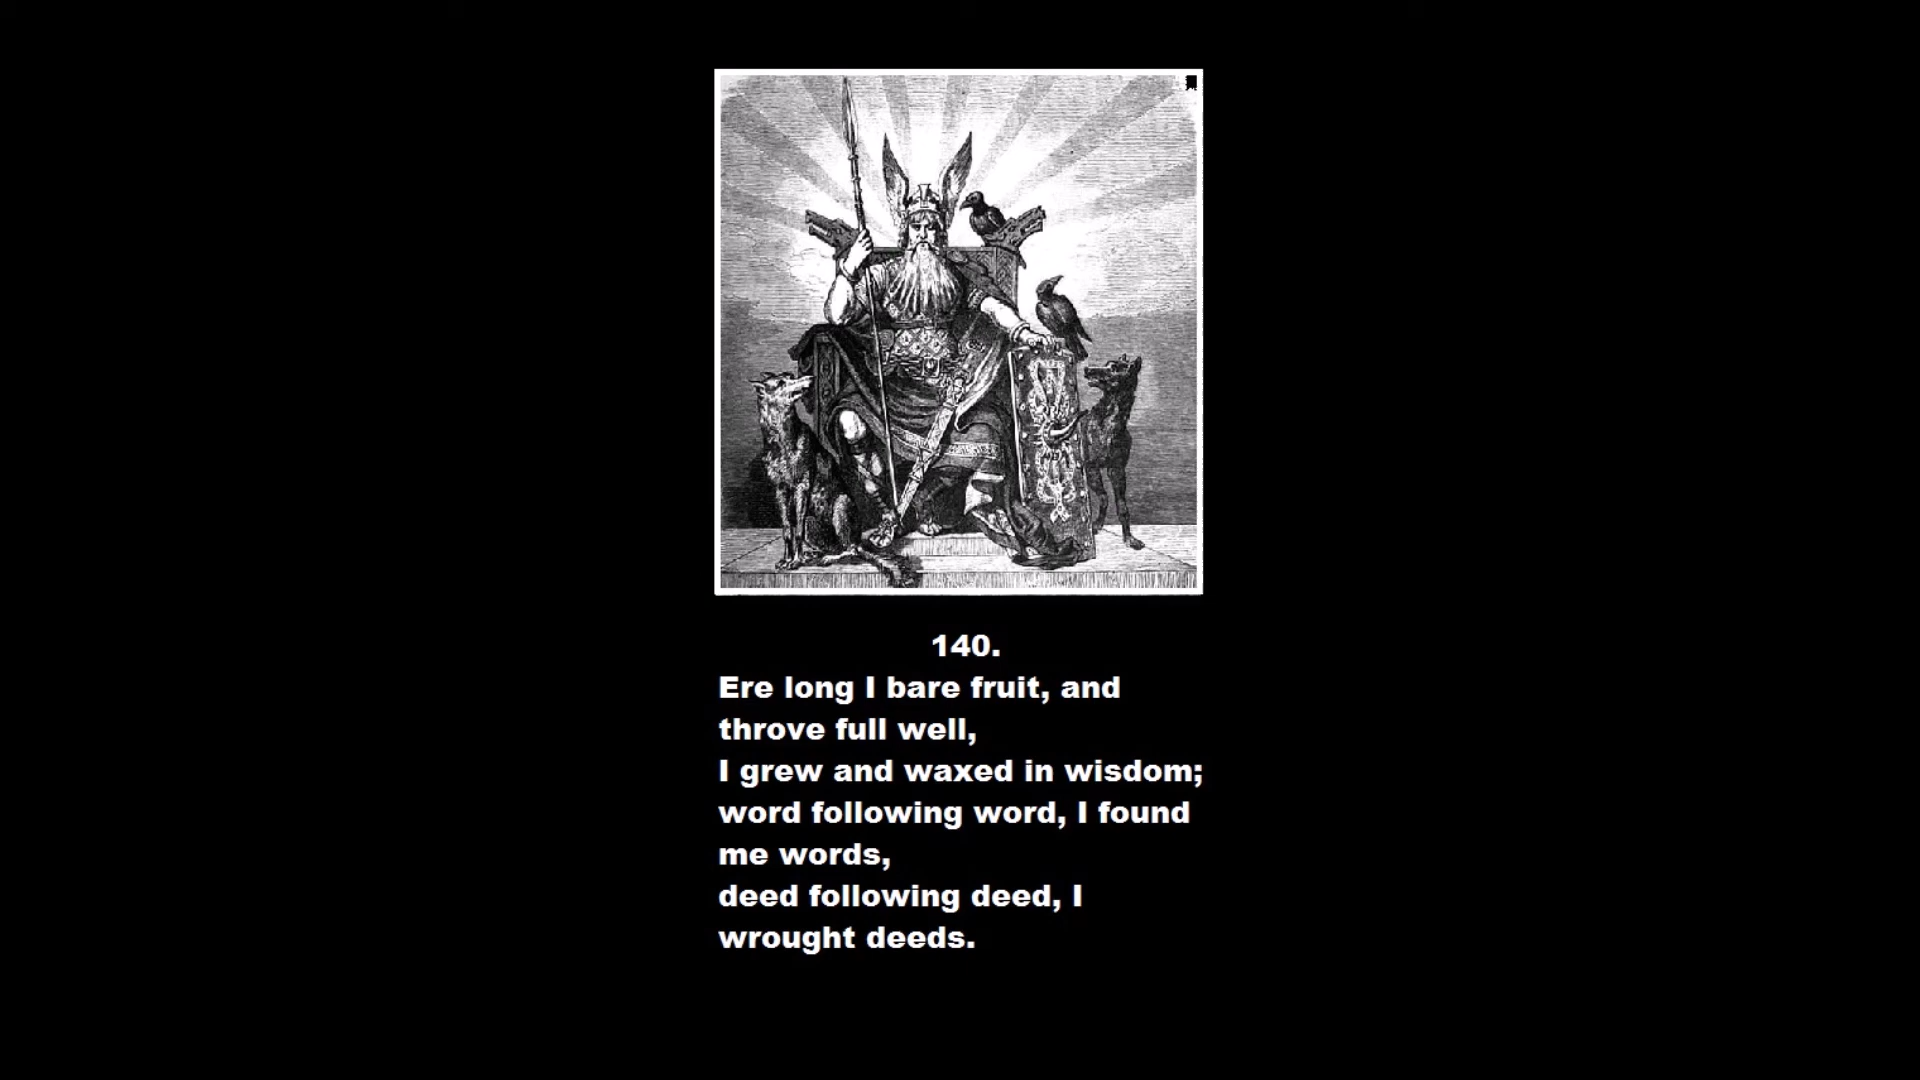 140.
Ere long I bare fruit, and
throve full well,
I grew and waxed in wisdom;
word following word, I found
me words,
deed following deed, I
wrought deeds.